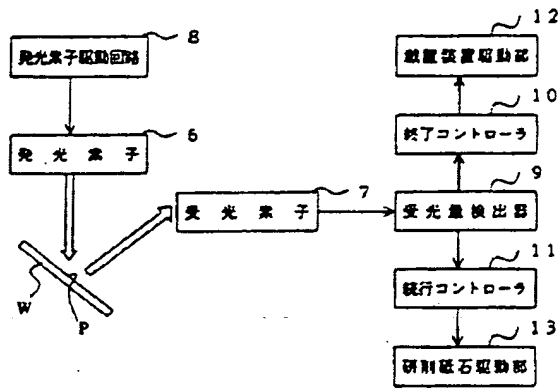 8
発光素子駆動回路
6
発光素子
7
受光素子
W
P
12
放置装置駆動部
10
終了コントローラ
9
受光量検出器
11
続行コントローラ
13
研削砥石駆動部